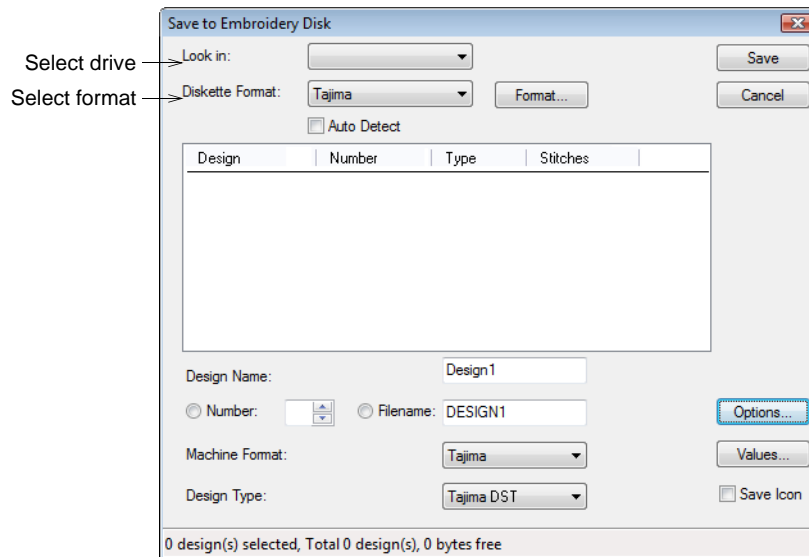 Save to Embroidery Disk
Select drive
Look in:
Save
Select format
Diskette Format:
Tajima
Format...
Cancel
Auto Detect
Design Number Type Stitches
Design Name:
Design1
Number:
Filename:
DESIGN1
Options...
Machine Format:
Tajima
Values...
Design Type:
Tajima DST
Save Icon
0 design(s) selected, Total 0 design(s), 0 bytes free